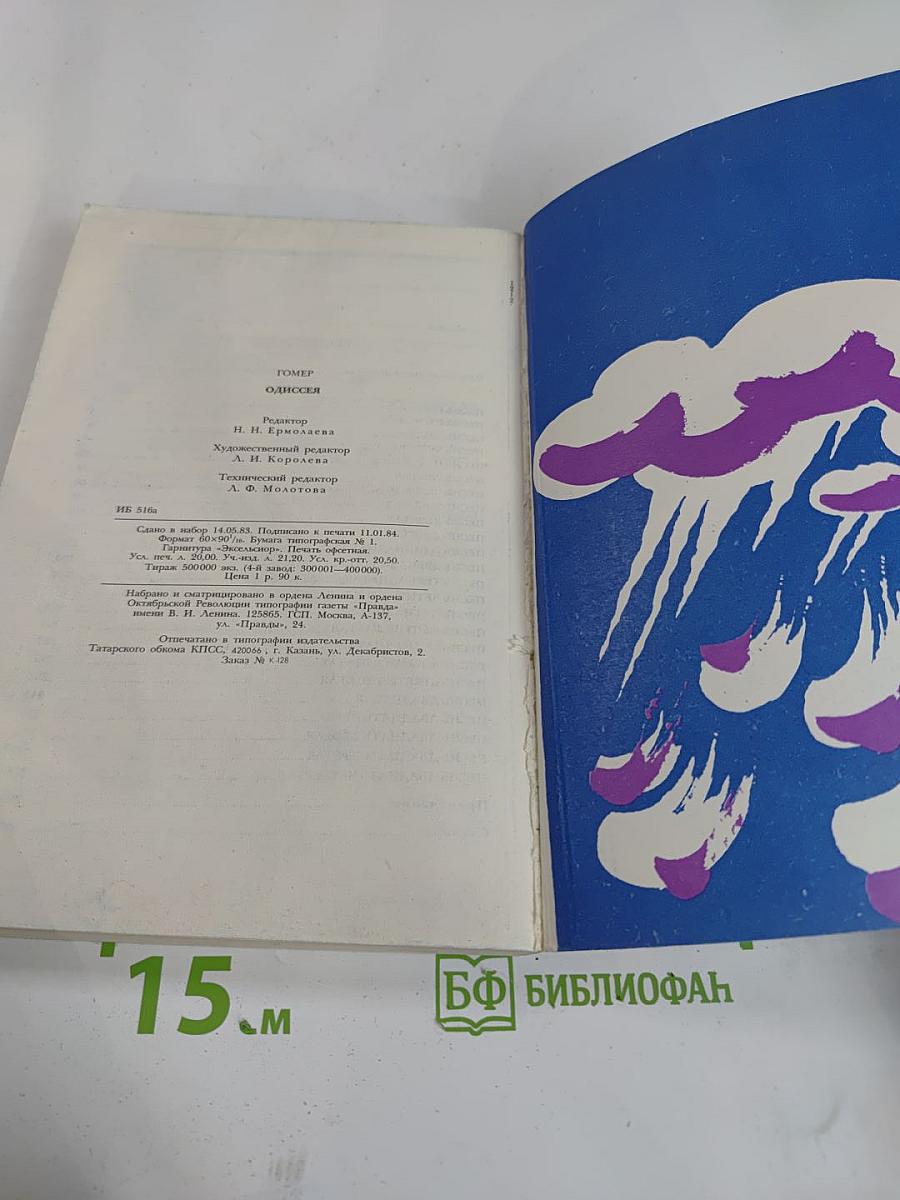 ГОМЕР
ОДИССЕЯ
Редактор
Н. Н. Ермолаева
Художественный редактор
Л. И. Королева
Технический редактор
Л. Ф. Молотова
ИБ 516а
Сдано в набор 14.05.83. Подписано к печати 11.01.84.
Формат 60×90¹/₁₆. Бумага типографская № 1.
Гарнитура «Эксельсиор». Печать офсетная.
Усл. печ. л. 20,00. Уч.-изд. л. 21,20. Усл. кр.-отт. 20,50.
Тираж 500000 экз. (4-й завод: 300001—400000).
Цена 1 р. 90 к.
Набрано и сматрицировано в ордена Ленина и ордена
Октябрьской Революции типографии газеты «Правда»
имени В. И. Ленина. 125865. ГСП. Москва, А-137,
ул. «Правды», 24.
Отпечатано в типографии издательства
Татарского обкома КПСС, 420066, г. Казань, ул. Декабристов, 2.
Заказ № К-128
15 см
БФ БИБЛИОФАН